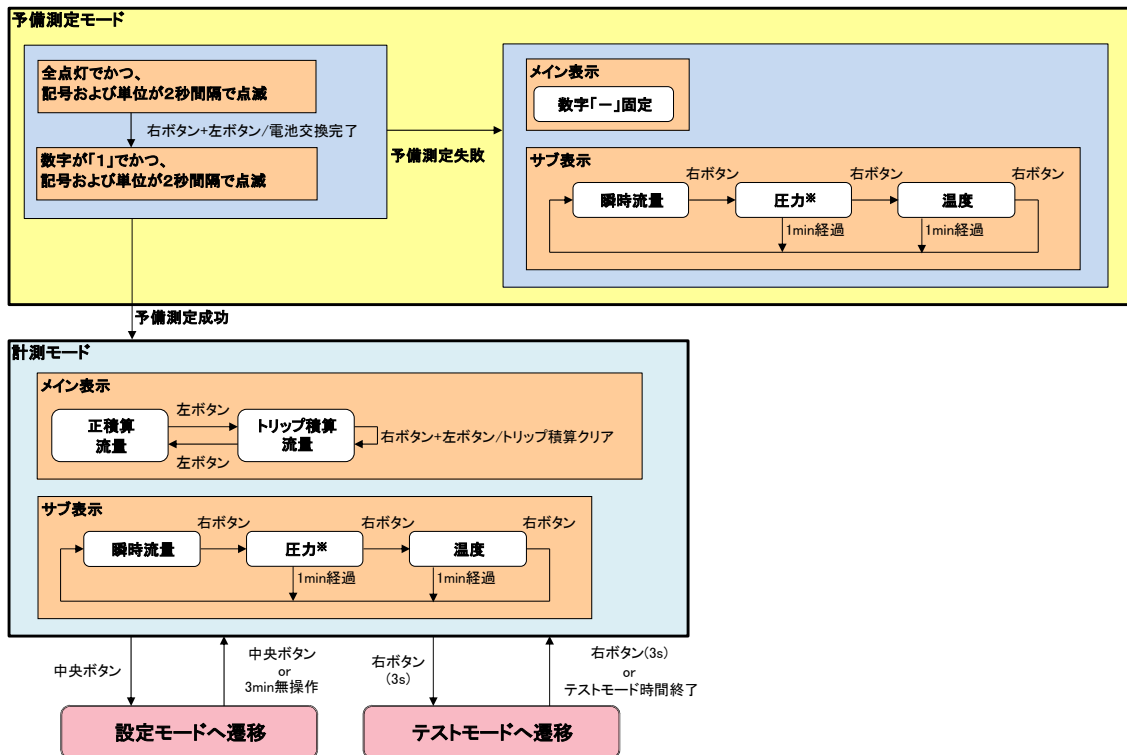 予備測定モード
全点灯でかつ、
記号および単位が2秒間隔で点滅
右ボタン+左ボタン/電池交換完了
数字が「1」でかつ、
記号および単位が2秒間隔で点滅
予備測定失敗
メイン表示
数字「－」固定
サブ表示
右ボタン
右ボタン
右ボタン
瞬時流量
圧力※
温度
1min経過
1min経過
予備測定成功
計測モード
メイン表示
正積算
流量
左ボタン
左ボタン
トリップ積算
流量
右ボタン+左ボタン/トリップ積算クリア
サブ表示
右ボタン
右ボタン
右ボタン
瞬時流量
圧力※
温度
1min経過
1min経過
中央ボタン
中央ボタン
or
3min無操作
右ボタン
(3s)
右ボタン(3s)
or
テストモード時間終了
設定モードへ遷移
テストモードへ遷移